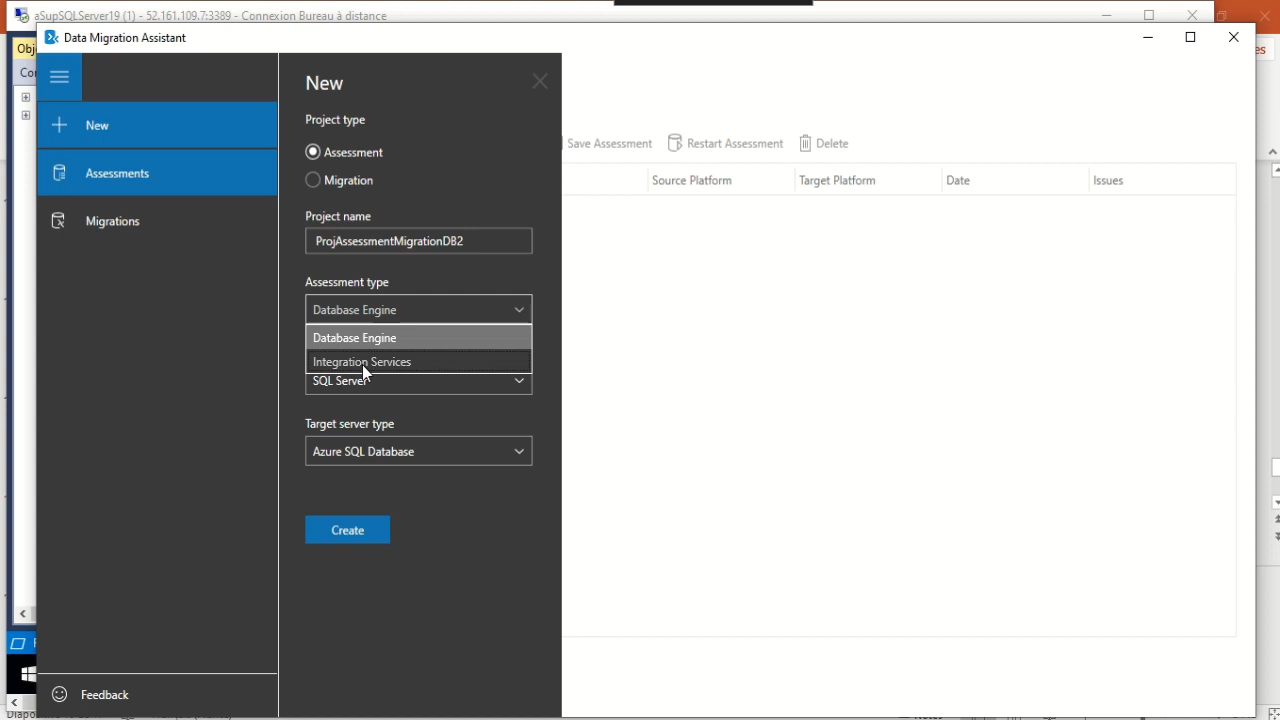 aSupSQLServer19 (1) - 52.161.109.7:3389 - Connexion Bureau à distance
Data Migration Assistant
Obj
es
New
Assessments
Migrations
Feedback
New
Project type
Assessment
Migration
Project name
ProjAssessmentMigrationDB2
Assessment type
Database Engine
Database Engine
Integration Services
SQL Server
Target server type
Azure SQL Database
Create
Save Assessment
Restart Assessment
Delete
Source Platform
Target Platform
Date
Issues